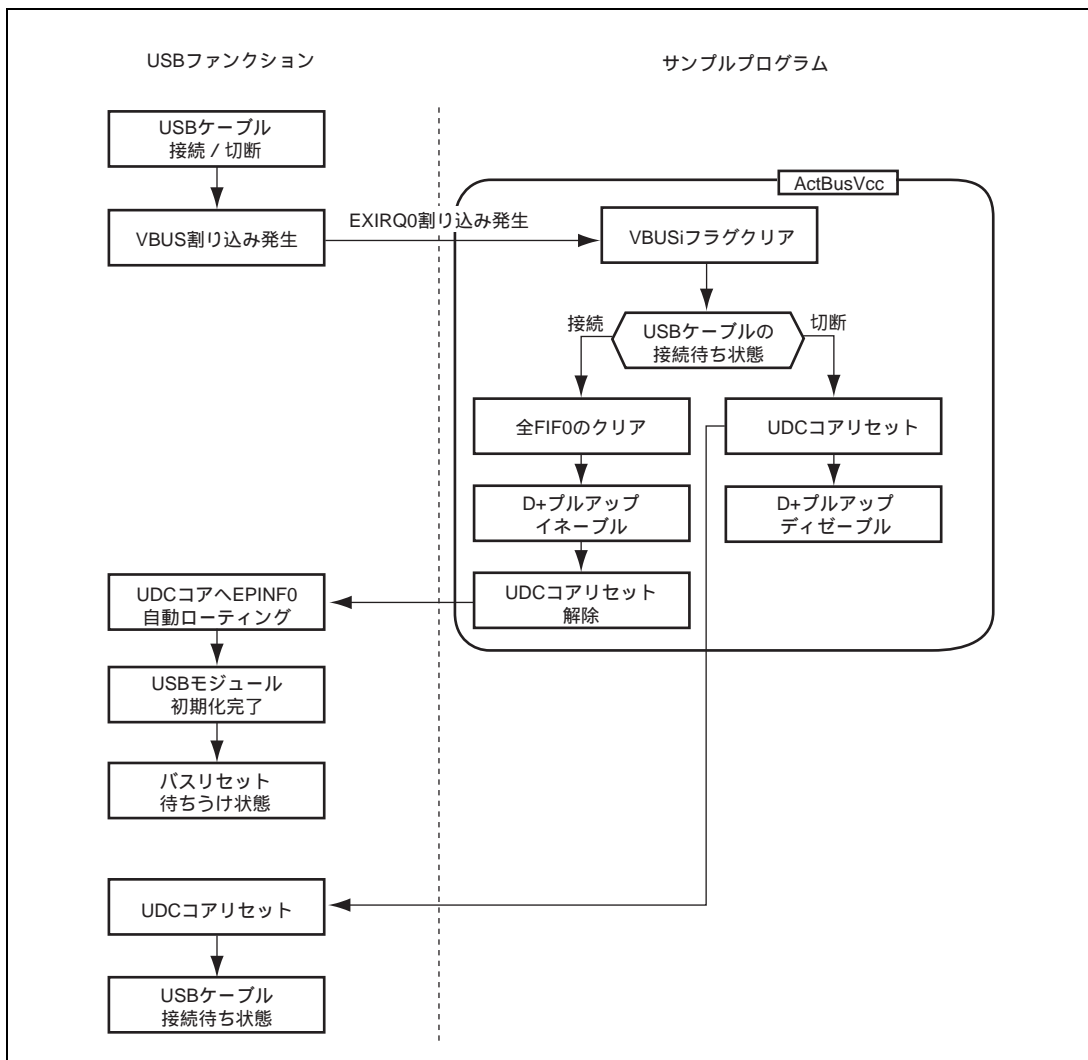 USBファンクション
サンプルプログラム
USBケーブル
接続 / 切断
VBUS割り込み発生
EXIRQ0割り込み発生
ActBusVcc
VBUSiフラグクリア
USBケーブルの
接続待ち状態
接続
切断
全FIF0のクリア
D+プルアップ
イネーブル
UDCコアリセット
解除
UDCコアリセット
D+プルアップ
ディゼーブル
UDCコアへEPINF0
自動ローティング
USBモジュール
初期化完了
バスリセット
待ちうけ状態
UDCコアリセット
USBケーブル
接続待ち状態